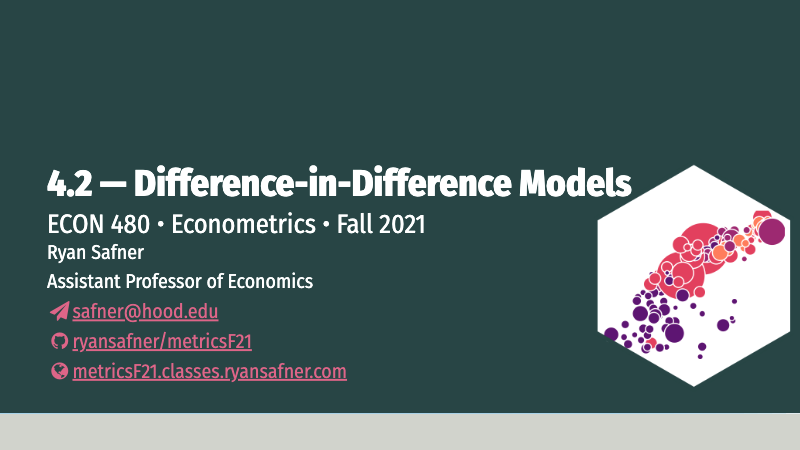 4.2 — Difference-in-Difference Models
ECON 480 • Econometrics • Fall 2021
Ryan Safner
Assistant Professor of Economics
safner@hood.edu
ryansafner/metricsF21
metricsF21.classes.ryansafner.com